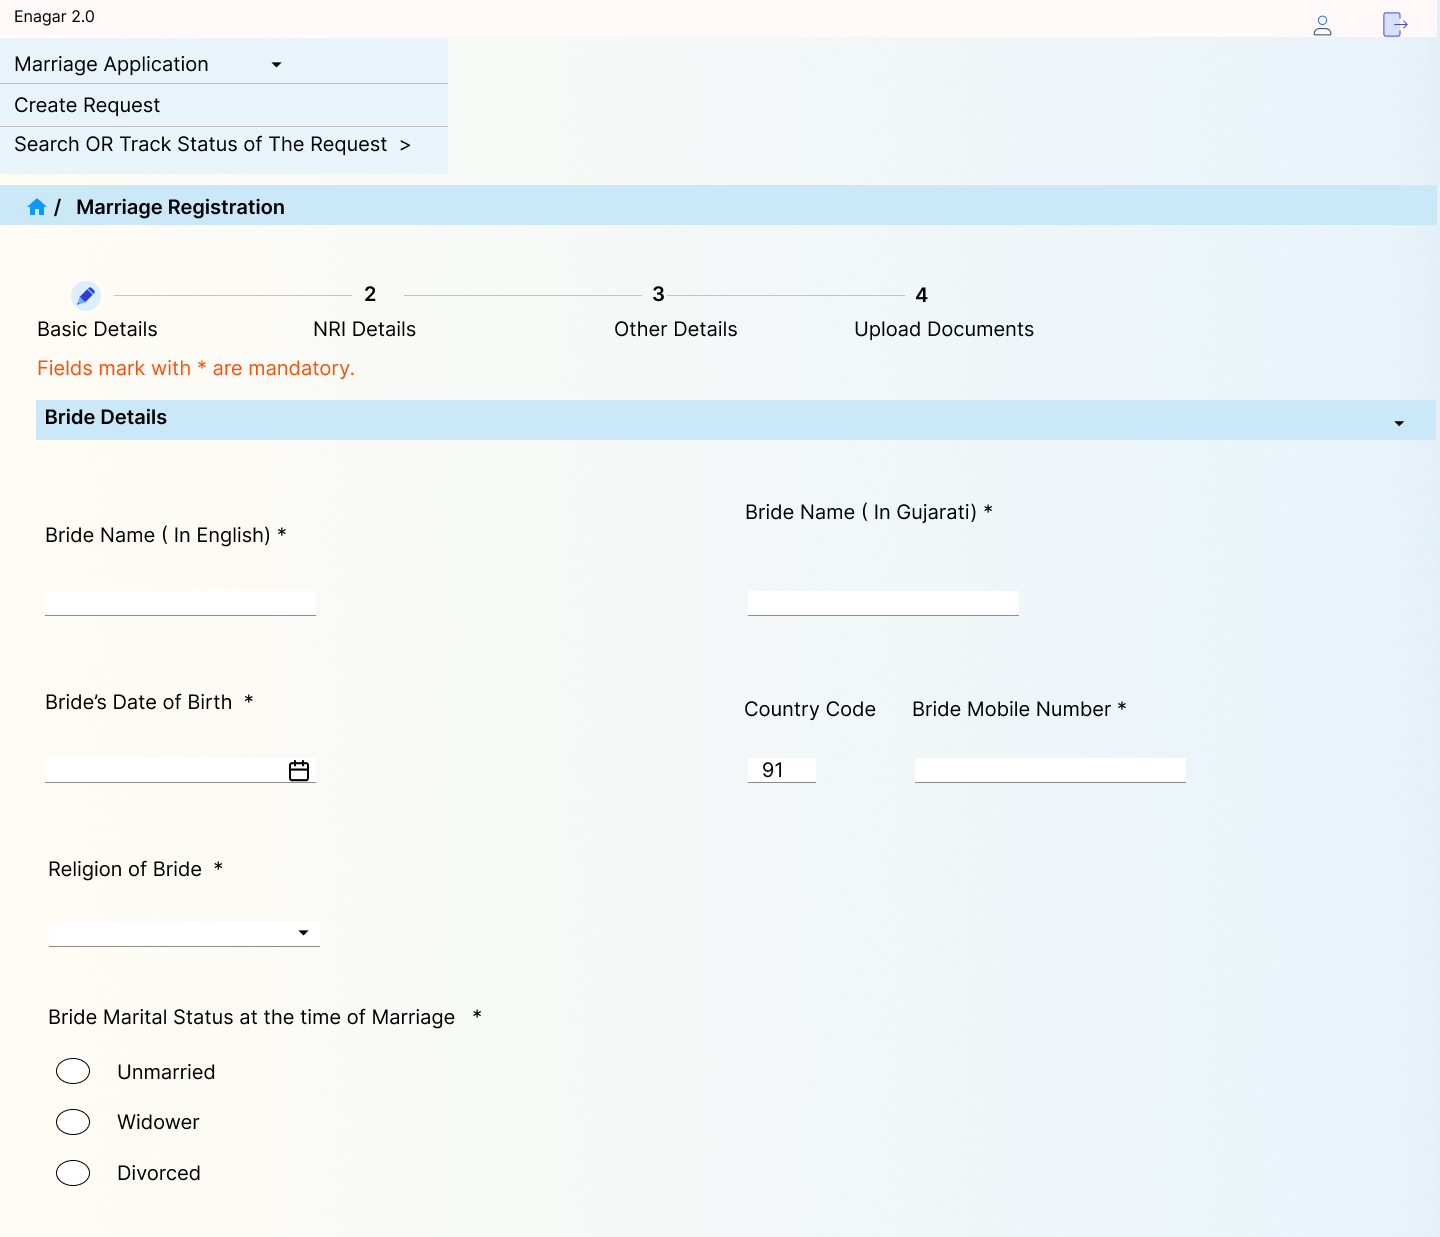 Enagar 2.0
Marriage Application
Create Request
Search OR Track Status of The Request >
/ Marriage Registration
2
3
4
Basic Details
NRI Details
Other Details
Upload Documents
Fields mark with * are mandatory.
Bride Details
Bride Name ( In English) *
Bride Name ( In Gujarati) *
Bride’s Date of Birth *
Country Code
Bride Mobile Number *
91
Religion of Bride *
Bride Marital Status at the time of Marriage *
Unmarried
Widower
Divorced